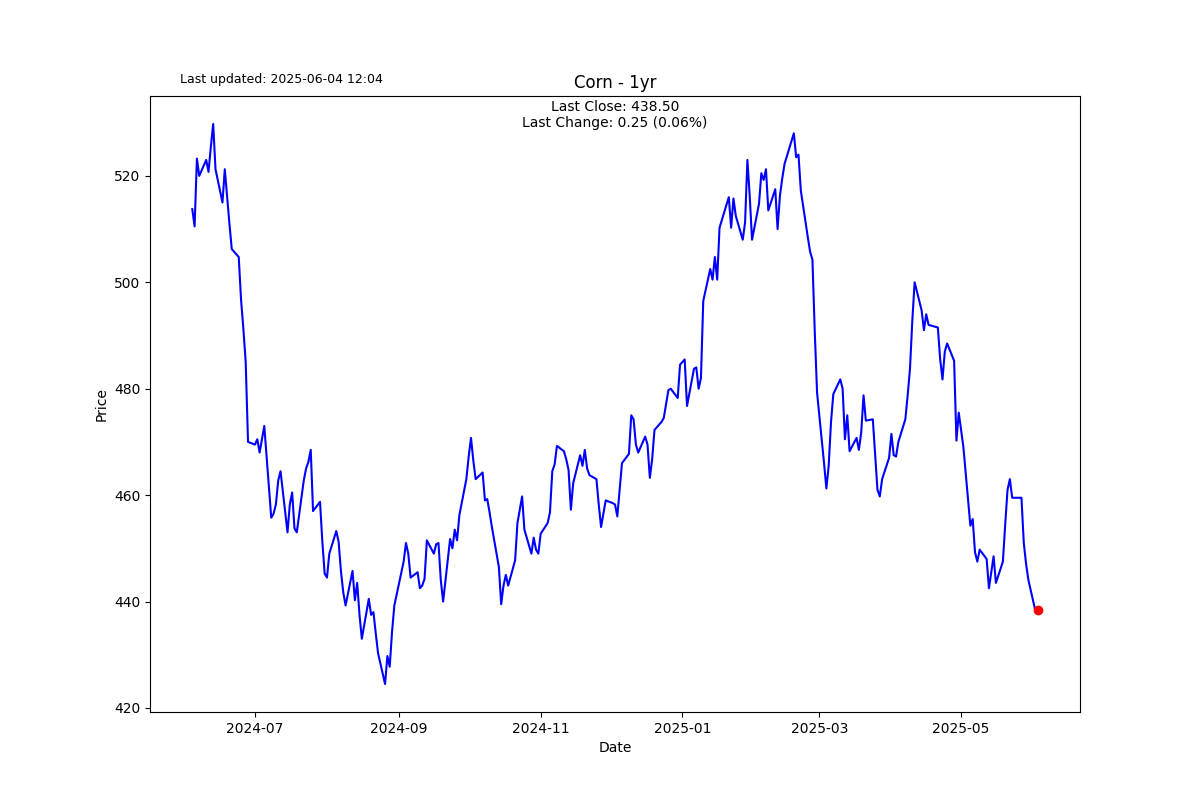 Last updated: 2025-06-04 12:04
Corn - 1yr
Last Close: 438.50
Last Change: 0.25 (0.06%)
Price
520
500
480
460
440
420
2024-07
2024-09
2024-11
2025-01
2025-03
2025-05
Date